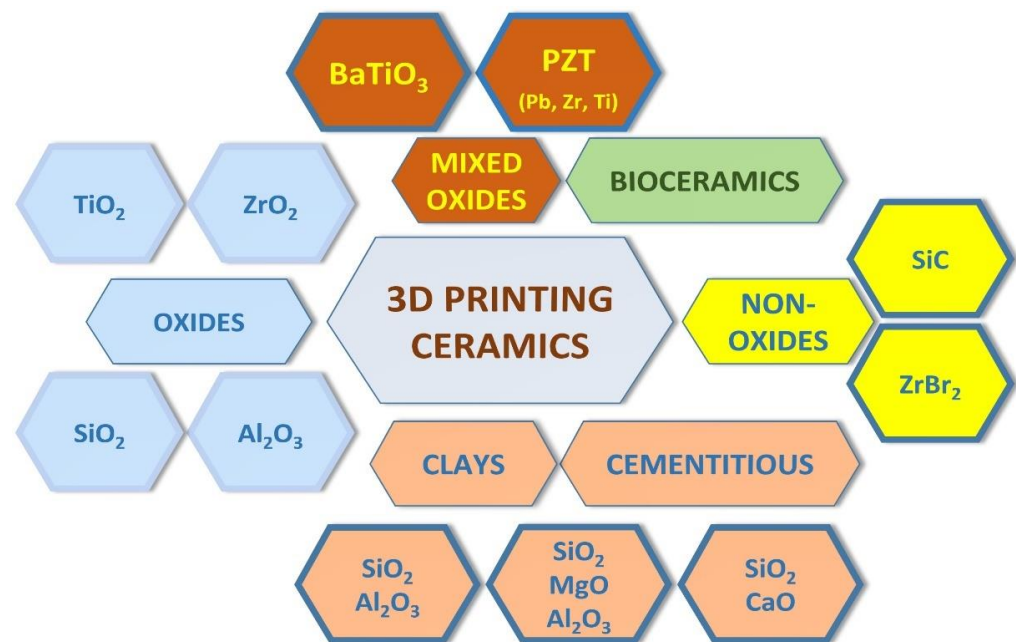 BaTiO₃
PZT
(Pb, Zr, Ti)
MIXED
OXIDES
BIOCERAMICS
TiO₂
ZrO₂
SiC
3D PRINTING
CERAMICS
OXIDES
NON-
OXIDES
ZrBr₂
SiO₂
Al₂O₃
CLAYS
CEMENTITIOUS
SiO₂
Al₂O₃
SiO₂
MgO
Al₂O₃
SiO₂
CaO